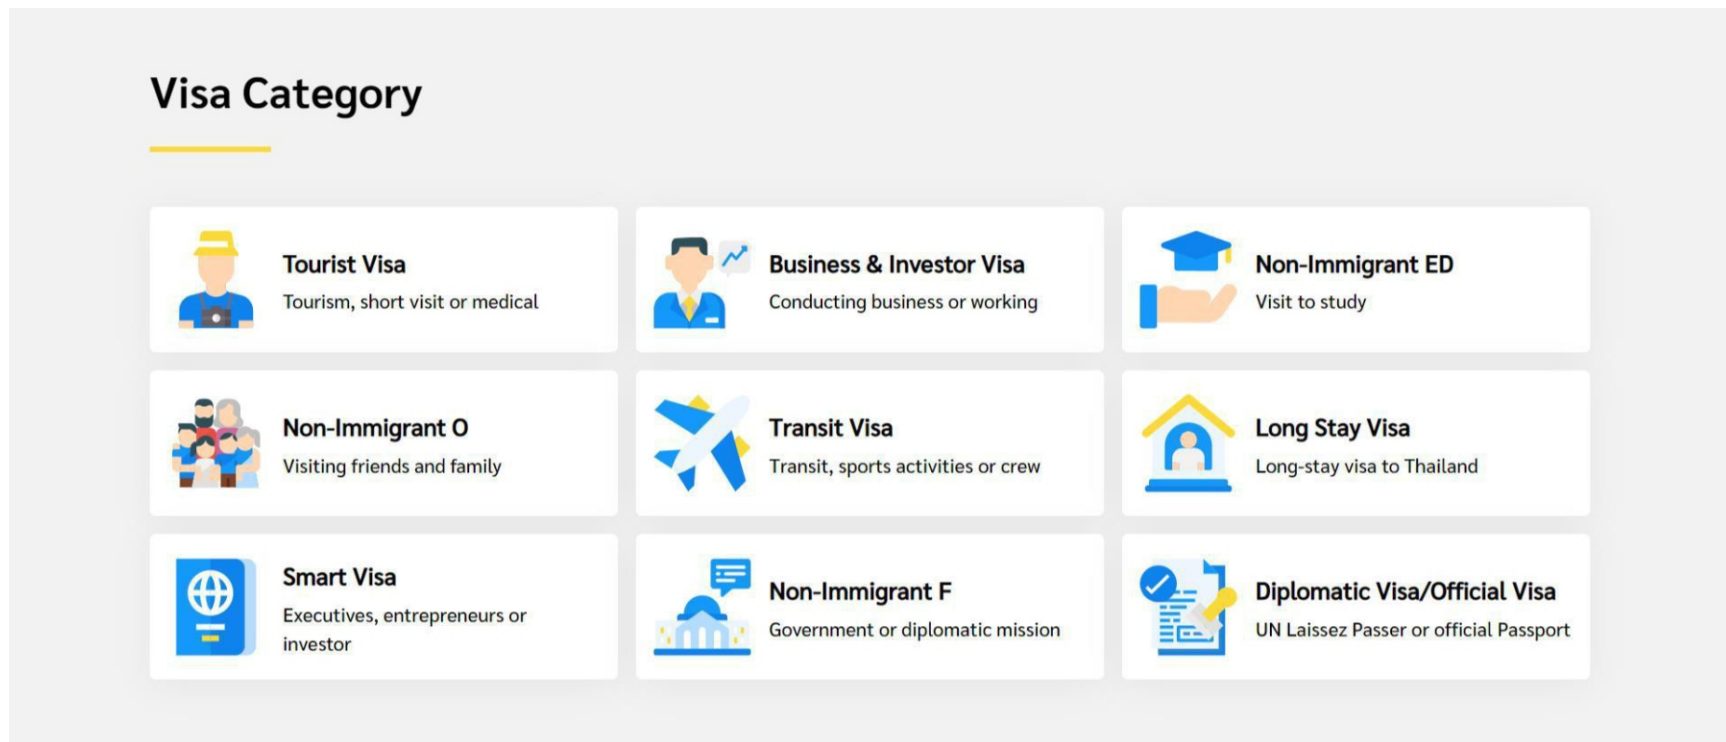 Visa Category
Tourist Visa
Tourism, short visit or medical
Business & Investor Visa
Conducting business or working
Non-Immigrant ED
Visit to study
Non-Immigrant O
Visiting friends and family
Transit Visa
Transit, sports activities or crew
Long Stay Visa
Long-stay visa to Thailand
Smart Visa
Executives, entrepreneurs or
investor
Non-Immigrant F
Government or diplomatic mission
Diplomatic Visa/Official Visa
UN Laissez Passer or official Passport